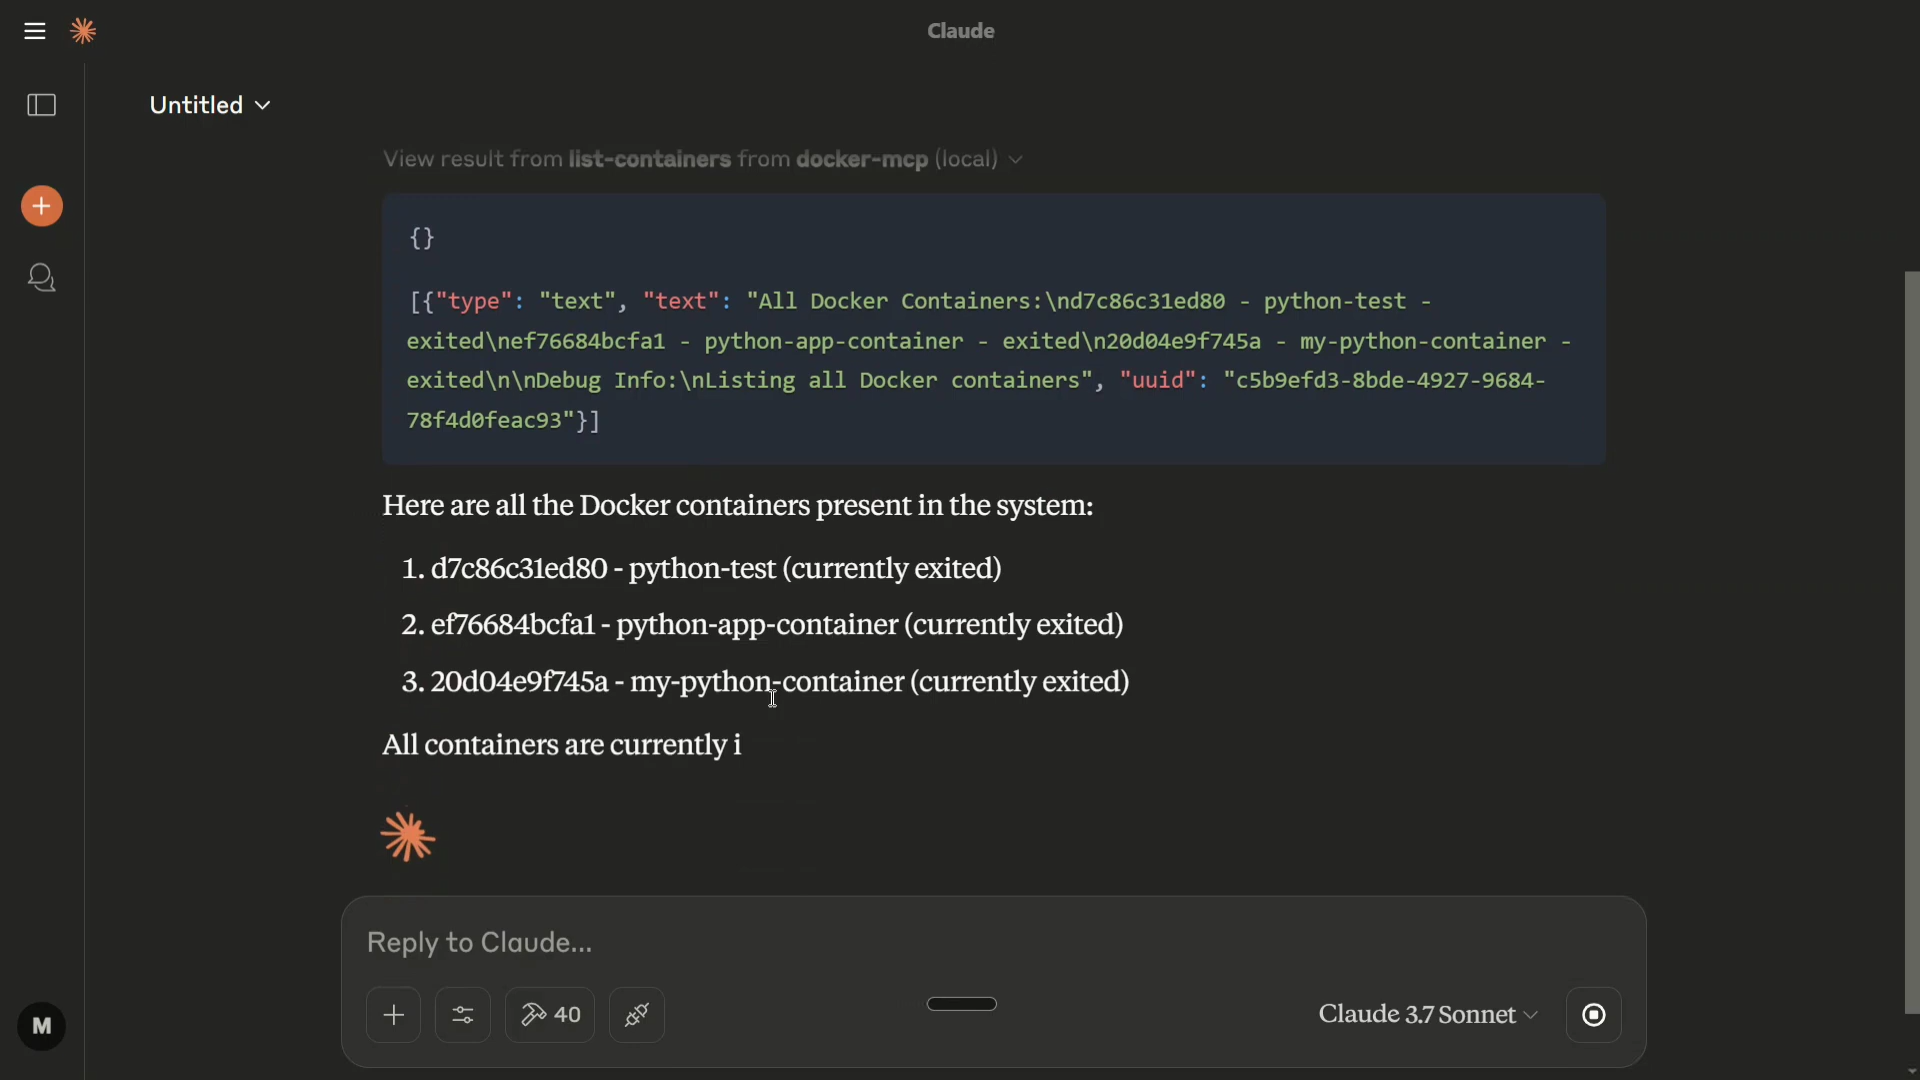 Claude
Untitled
View result from list-containers from docker-mcp (local)
{}
[{"type": "text", "text": "All Docker Containers:\nd7c86c31ed80 - python-test -
exited\nef76684bcfa1 - python-app-container - exited\n20d04e9f745a - my-python-container -
exited\n\nDebug Info:\nListing all Docker containers", "uuid": "c5b9efd3-8bde-4927-9684-
78f4d0feac93"}]
Here are all the Docker containers present in the system:
1. d7c86c31ed80 - python-test (currently exited)
2. ef76684bcfa1 - python-app-container (currently exited)
3. 20d04e9f745a - my-python-container (currently exited)
All containers are currently i
Reply to Claude...
40
Claude 3.7 Sonnet
M